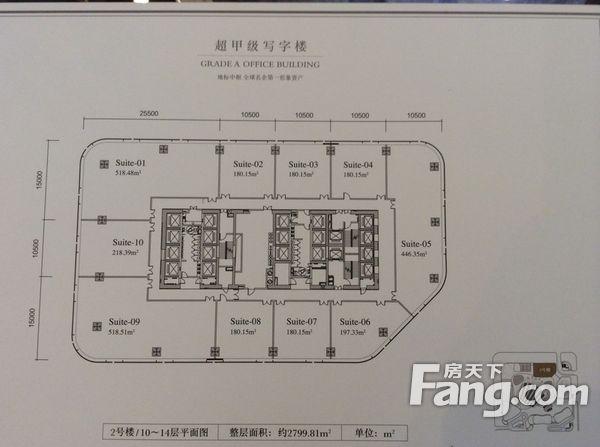 超甲级写字楼
GRADE A OFFICE BUILDING
地标中枢 全球名企第一形象资产
25500 10500 10500 10500
15000
10500
15000
Suite-01
518.48m²
Suite-02
180.15m²
Suite-03
180.15m²
Suite-04
180.15m²
Suite-10
218.39m²
Suite-05
446.35m²
Suite-09
518.51m²
Suite-08
180.15m²
Suite-07
180.15m²
Suite-06
197.33m²
房天下
Fang.com
2号楼/10～14层平面图 整层面积：约2799.81m² 单位：m²